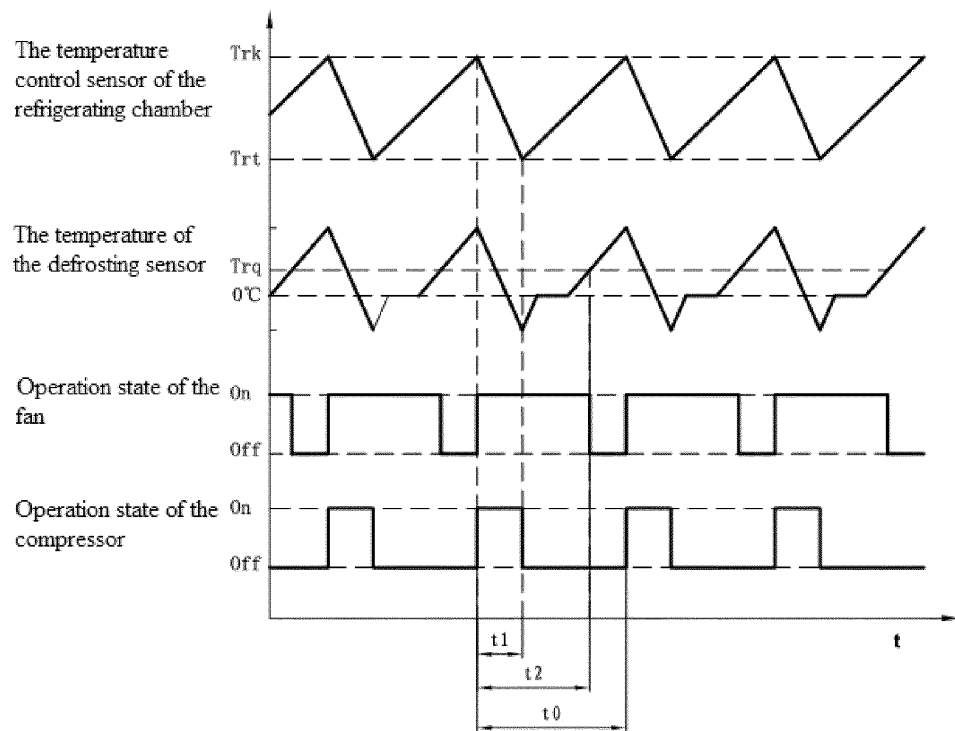 The temperature
control sensor of the
refrigerating chamber
Trk
Trt
The temperature of
the defrosting sensor
Trq
0℃
Operation state of the
fan
On
Off
Operation state of the
compressor
On
Off
t
t1
t2
t0